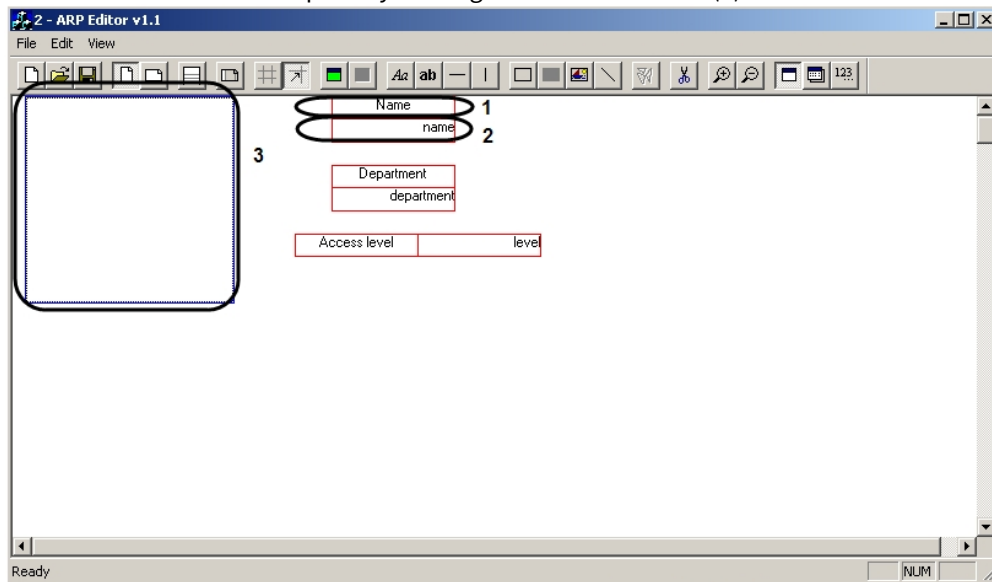 2 - ARP Editor v1.1
File Edit View
Aa ab 123
Name 1
name 2
3
Department
department
Access level level
Ready NUM